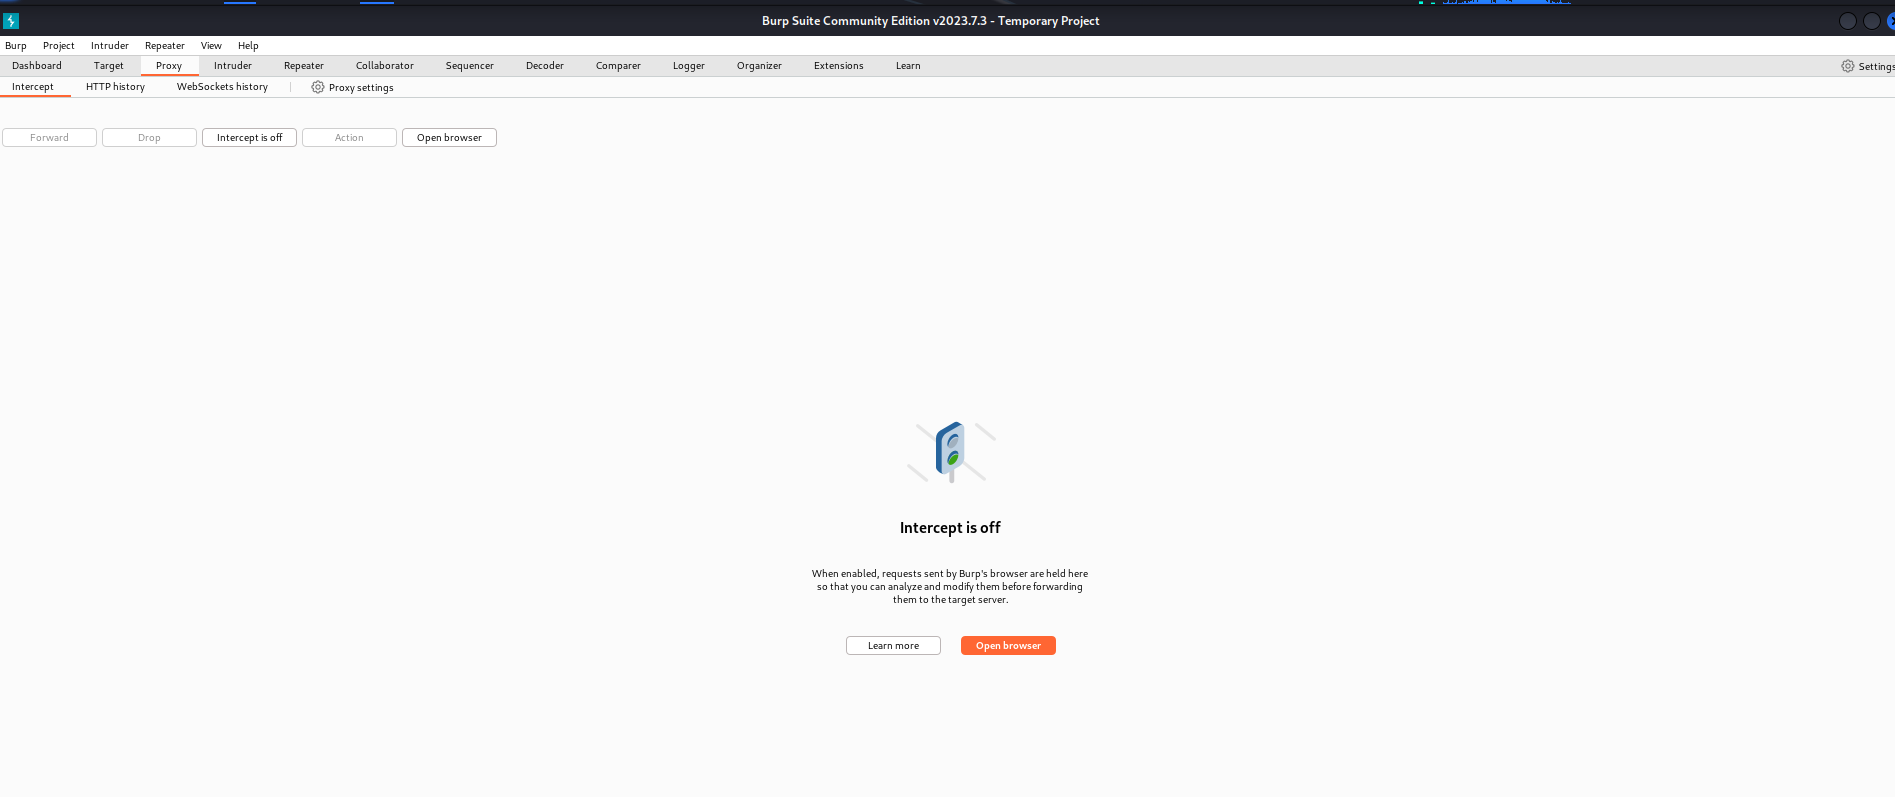 Burp Suite Community Edition v2023.7.3 - Temporary Project
Burp Project Intruder Repeater View Help
Dashboard Target Proxy Intruder Repeater Collaborator Sequencer Decoder Comparer Logger Organizer Extensions Learn Settings
Intercept HTTP history WebSockets history Proxy settings
Forward Drop Intercept is off Action Open browser
Intercept is off
When enabled, requests sent by Burp's browser are held here
so that you can analyze and modify them before forwarding
them to the target server.
Learn more Open browser